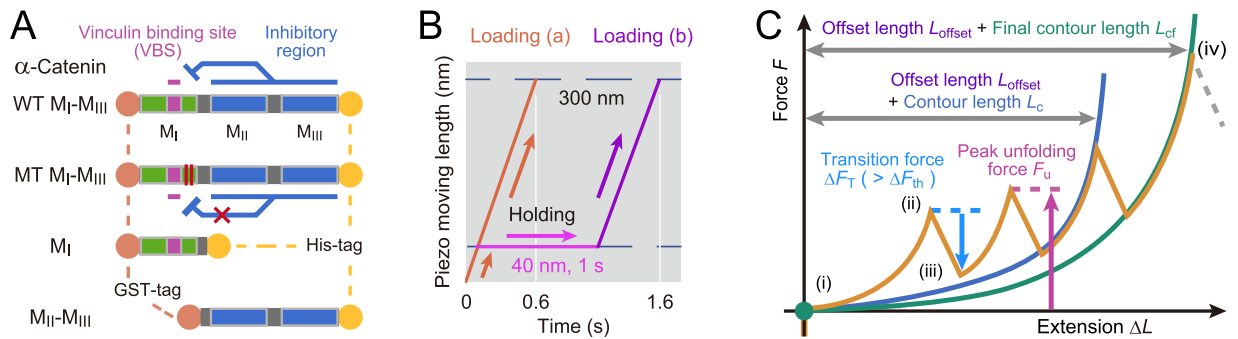 A
Vinculin binding site
(VBS)
Inhibitory
region
α-Catenin
WT MI-MIII
MI
MII
MIII
MT MI-MIII
MI
His-tag
GST-tag
MII-MIII
B
Loading (a)
Loading (b)
Piezo moving length (nm)
300 nm
Holding
40 nm, 1 s
0
0.6
1.6
Time (s)
C
Force F
Offset length Loffset + Final contour length Lcf
(iv)
Offset length Loffset
+ Contour length Lc
Transition force
ΔFT ( > ΔFth )
Peak unfolding
force Fu
(ii)
(iii)
(i)
Extension ΔL